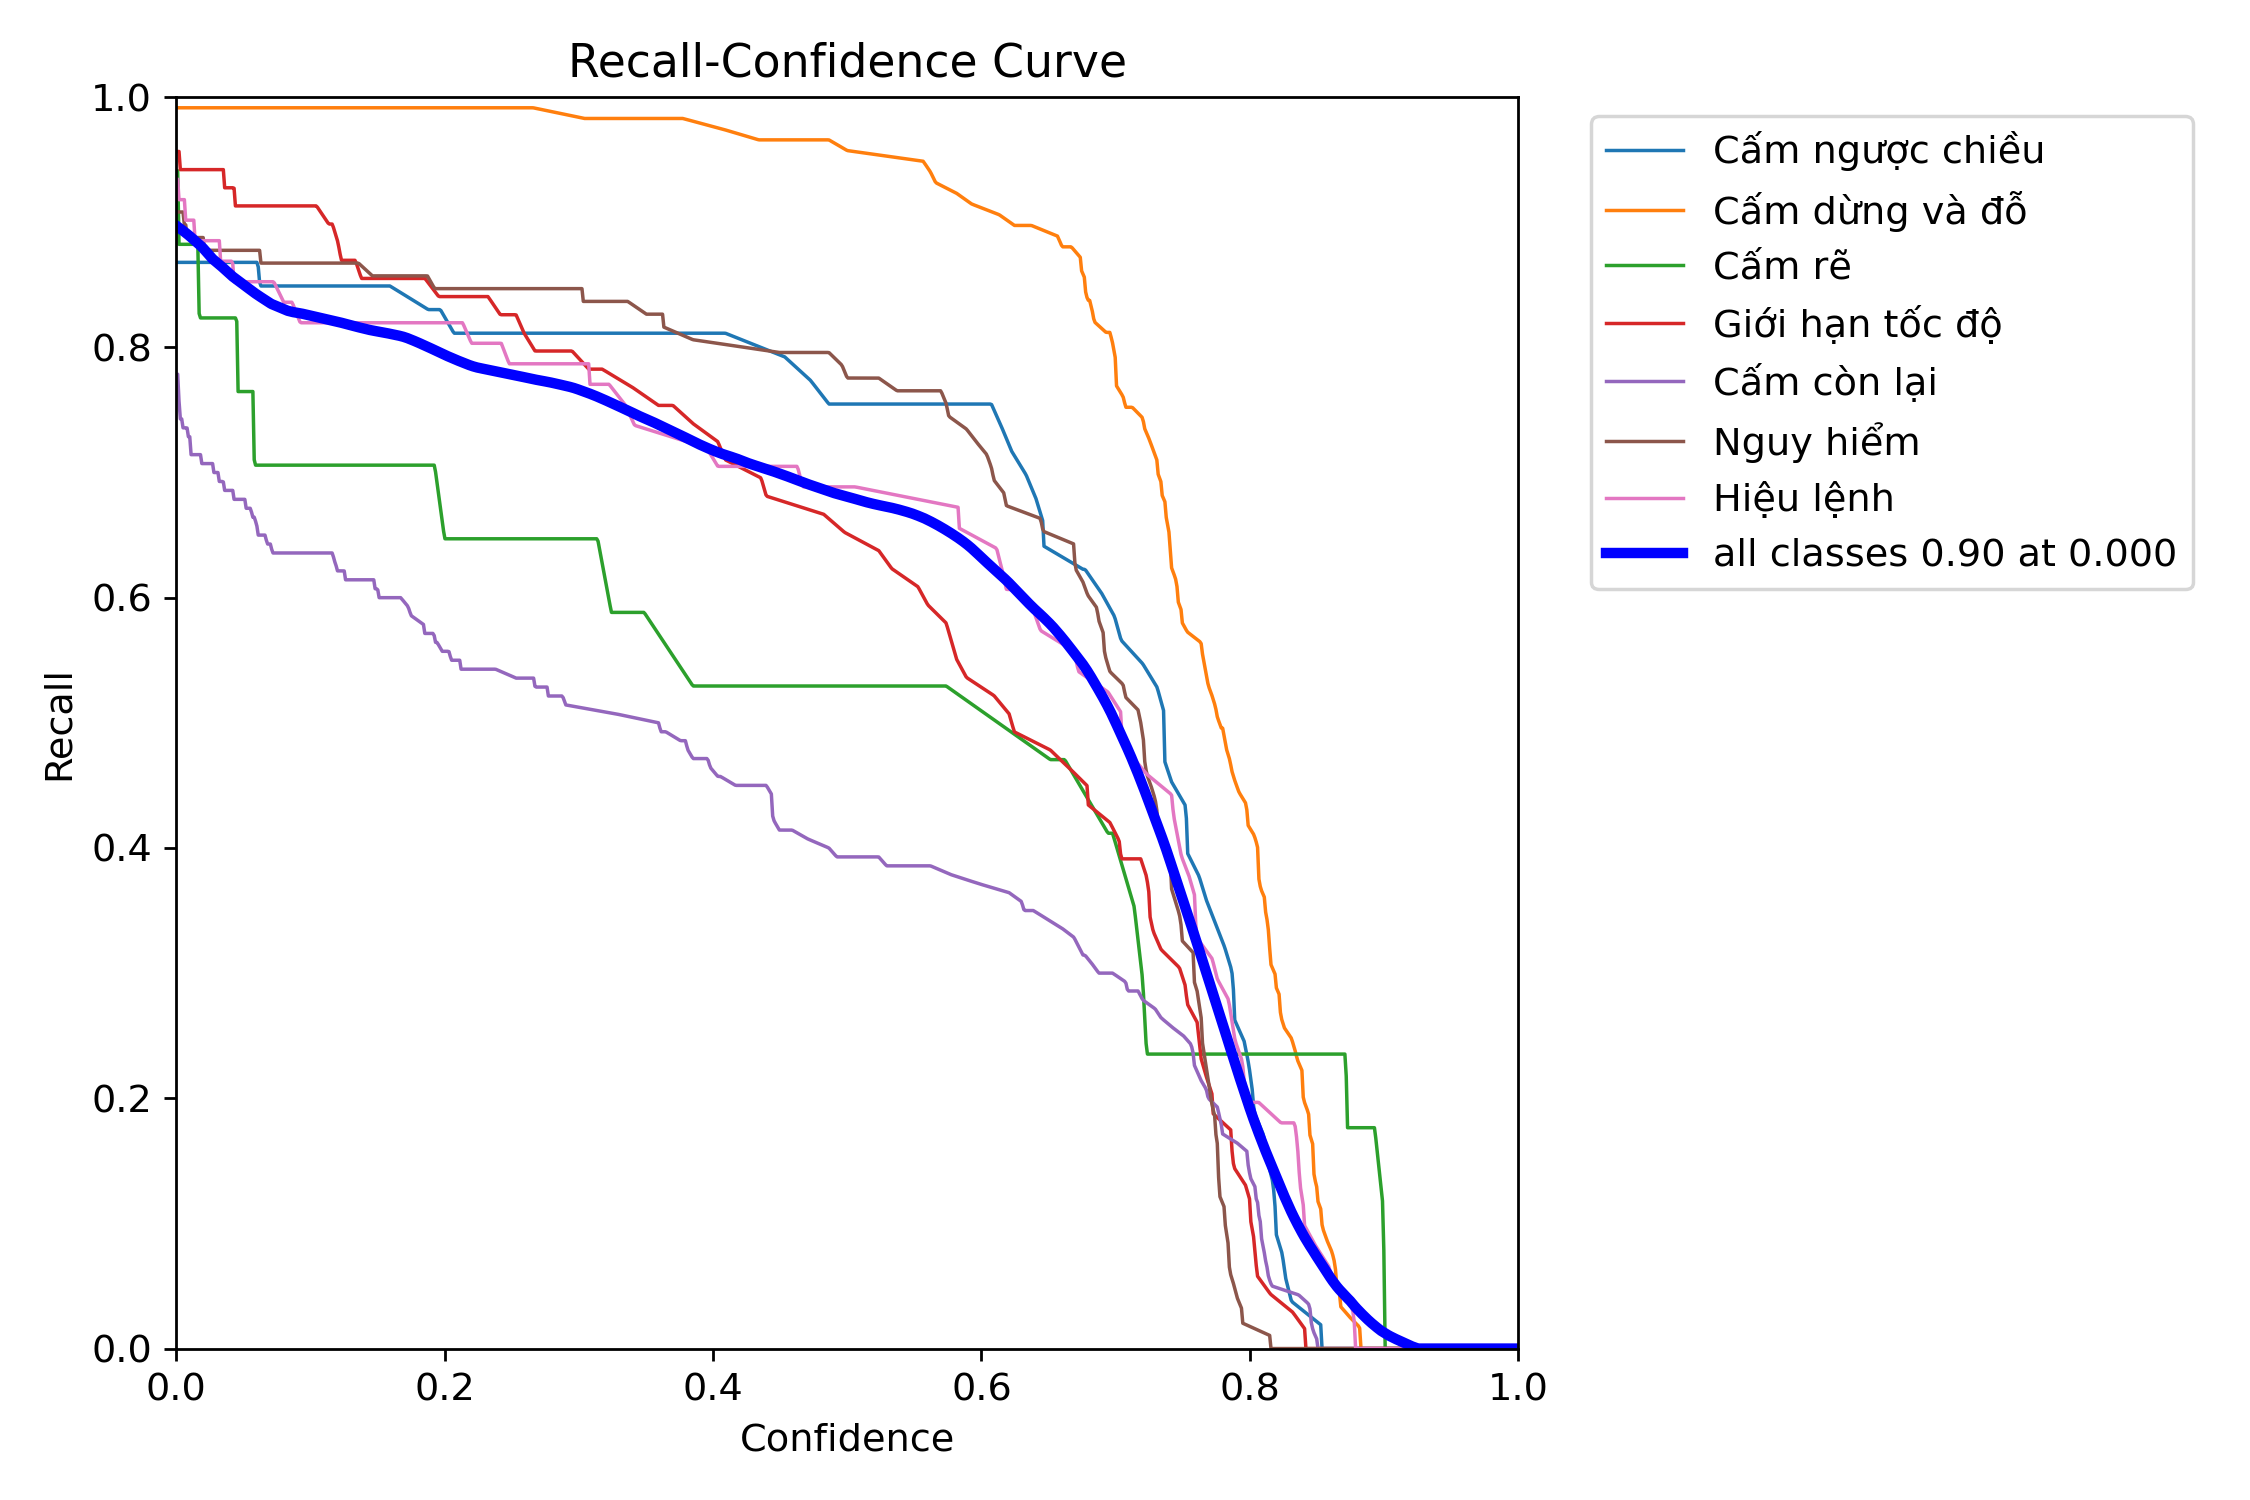 Recall-Confidence Curve
1.0
0.8
0.6
0.4
0.2
0.0
Recall
0.0 0.2 0.4 0.6 0.8 1.0
Confidence
Cấm ngược chiều
Cấm dừng và đỗ
Cấm rẽ
Giới hạn tốc độ
Cấm còn lại
Nguy hiểm
Hiệu lệnh
all classes 0.90 at 0.000